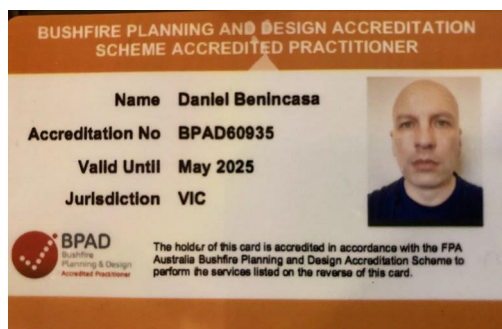 BUSHFIRE PLANNING AND DESIGN ACCREDITATION
SCHEME ACCREDITED PRACTITIONER
Name Daniel Benincasa
Accreditation No BPAD60935
Valid Until May 2025
Jurisdiction VIC
BPAD
Bushfire
Planning & Design
Accredited Practitioner
The holder of this card is accredited in accordance with the FPA
Australia Bushfire Planning and Design Accreditation Scheme to
perform the services listed on the reverse of this card.